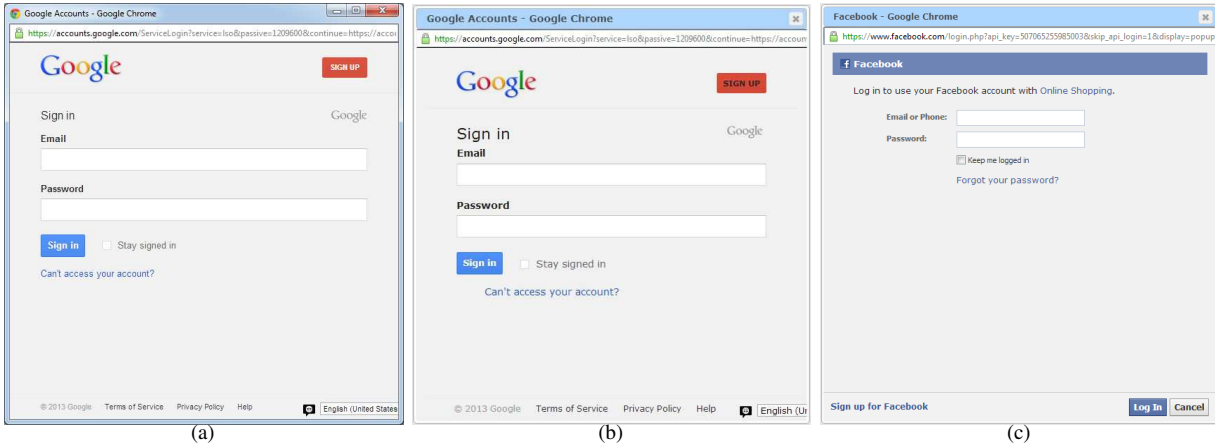 Google Accounts - Google Chrome
https://accounts.google.com/ServiceLogin?service=lso&passive=1209600&continue=https://accou
Google
SIGN UP
Sign in
Google
Email
Password
Sign in
Stay signed in
Can't access your account?
© 2013 Google Terms of Service Privacy Policy Help
English (United States
(a)
Google Accounts - Google Chrome
https://accounts.google.com/ServiceLogin?service=lso&passive=1209600&continue=https://accoun
Google
SIGN UP
Sign in
Google
Email
Password
Sign in
Stay signed in
Can't access your account?
© 2013 Google Terms of Service Privacy Policy Help
English (Un
(b)
Facebook - Google Chrome
https://www.facebook.com/login.php?api_key=507065255985003&skip_api_login=1&display=popup
f Facebook
Log in to use your Facebook account with Online Shopping.
Email or Phone:
Password:
Keep me logged in
Forgot your password?
Sign up for Facebook
Log In
Cancel
(c)